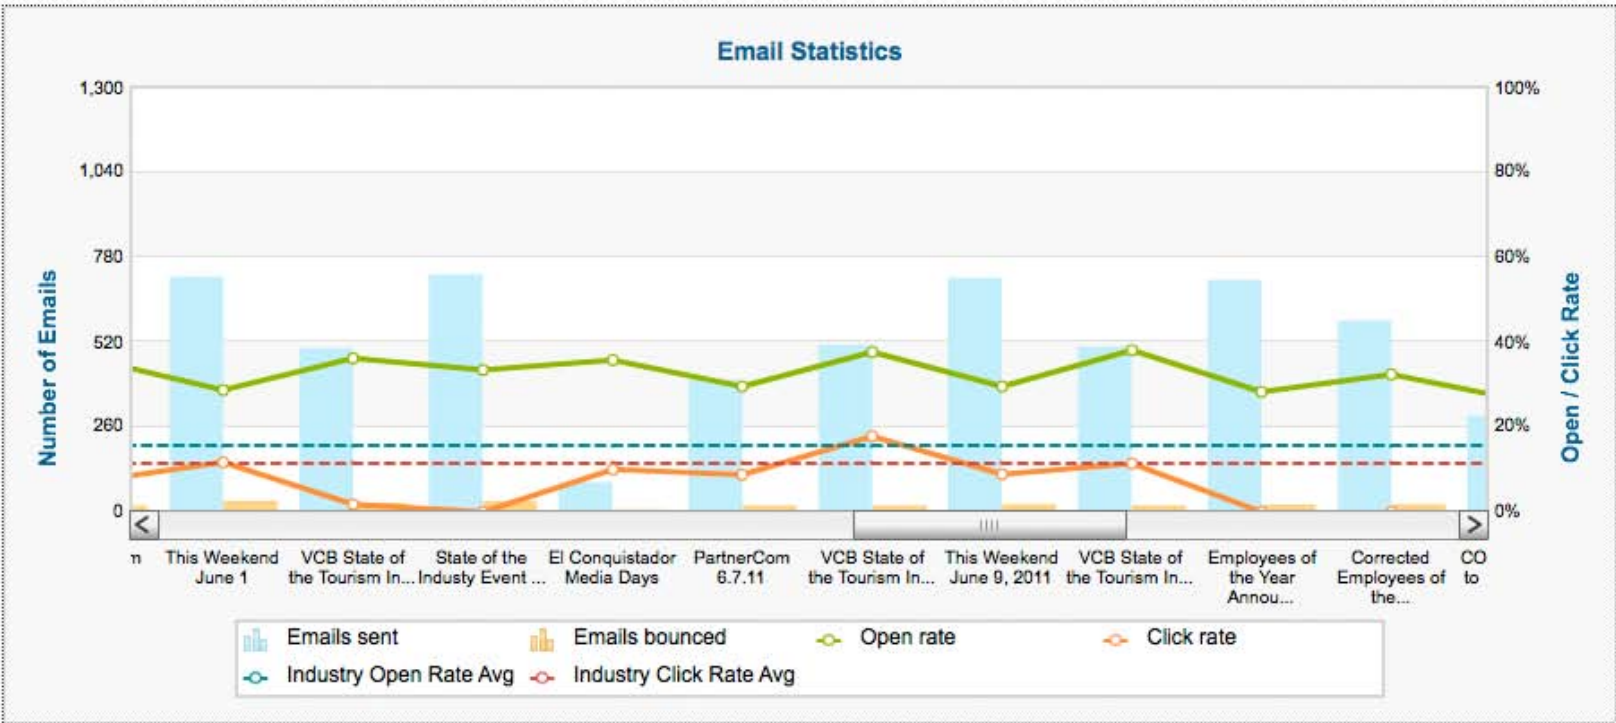 Email Statistics
1,300
1,040
780
520
260
0
Number of Emails
100%
80%
60%
40%
20%
0%
Open / Click Rate
m
This Weekend
June 1
VCB State of
the Tourism In...
State of the
Industy Event ...
El Conquistador
Media Days
PartnerCom
6.7.11
VCB State of
the Tourism In...
This Weekend
June 9, 2011
VCB State of
the Tourism In...
Employees of
the Year
Annou...
Corrected
Employees of
the...
CO
to
Emails sent
Emails bounced
Open rate
Click rate
Industry Open Rate Avg
Industry Click Rate Avg